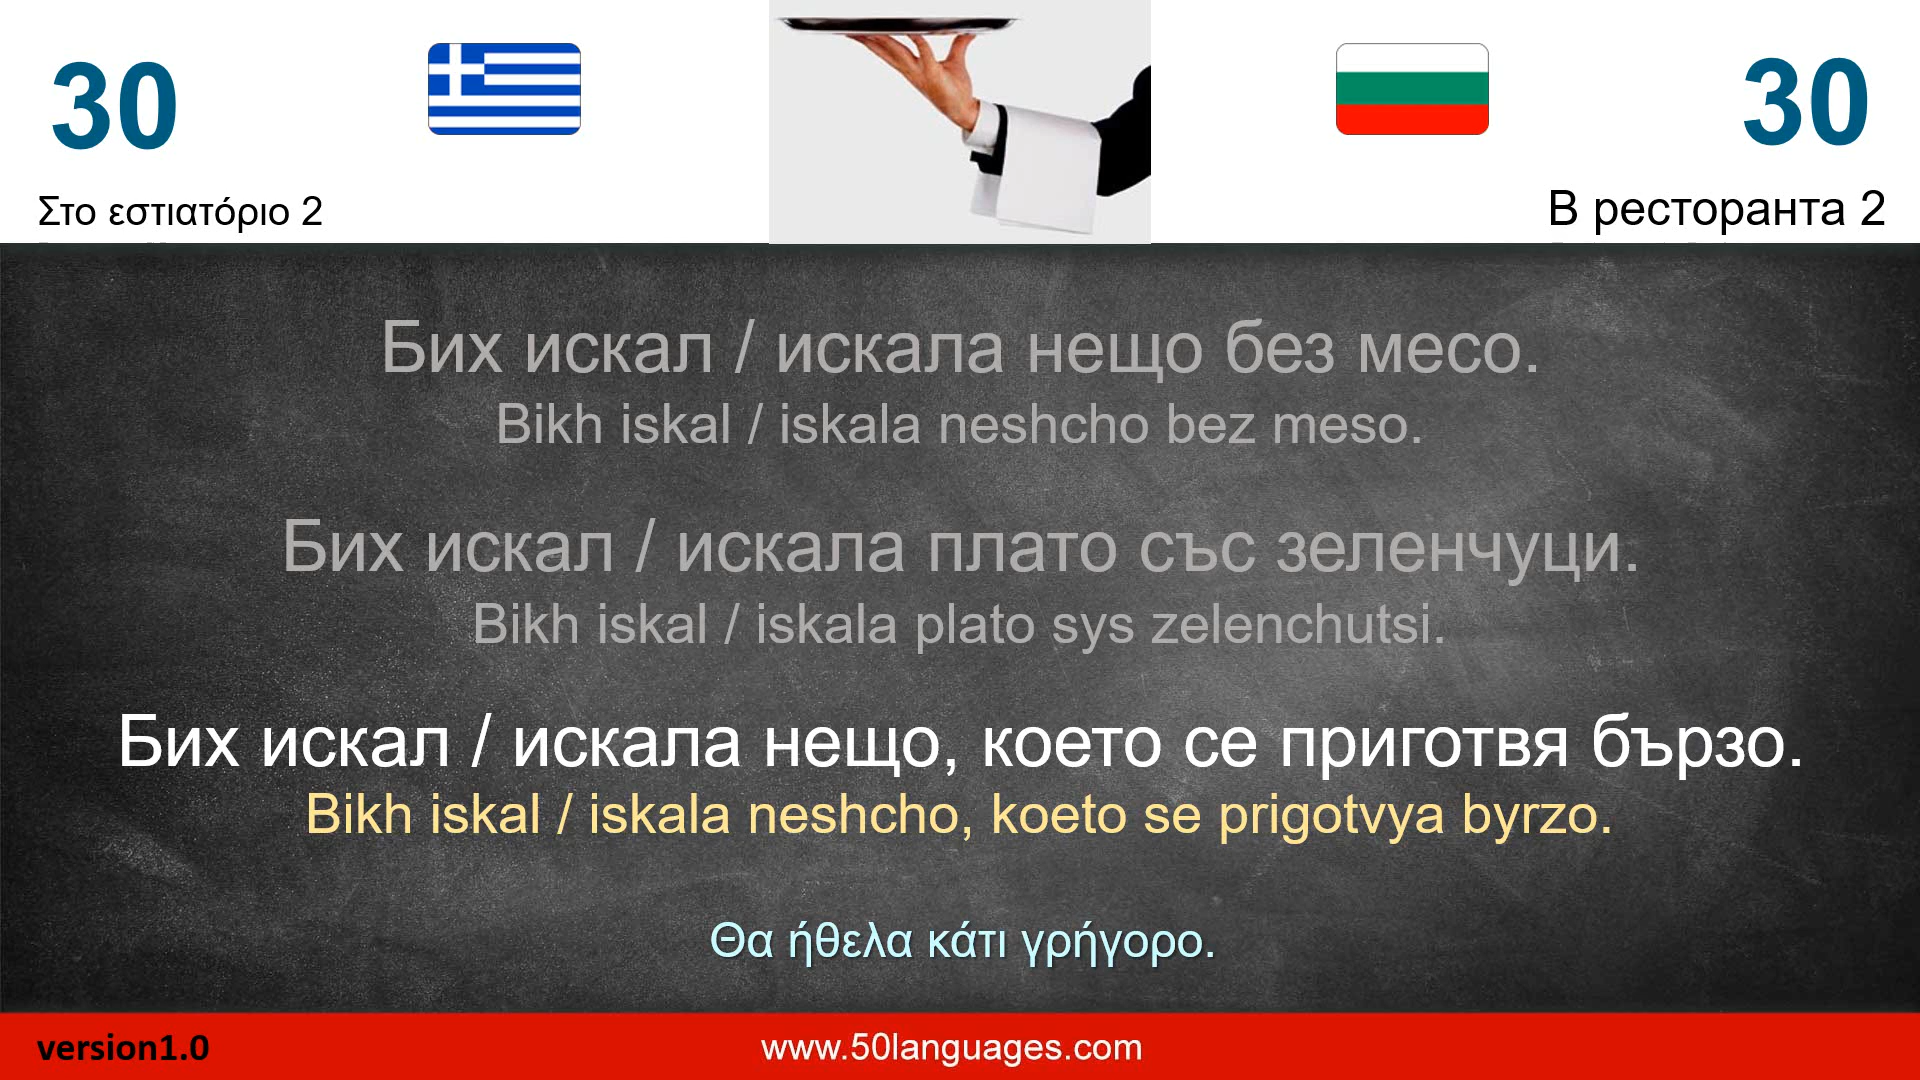 30
30
Στο εστιατόριο 2
В ресторанта 2
Бих искал / искала нещо без месо.
Bikh iskal / iskala neshcho bez meso.
Бих искал / искала плато със зеленчуци.
Bikh iskal / iskala plato sys zelenchutsi.
Бих искал / искала нещо, което се приготвя бързо.
Bikh iskal / iskala neshcho, koeto se prigotvya byrzo.
Θα ήθελα κάτι γρήγορο.
version1.0
www.50languages.com